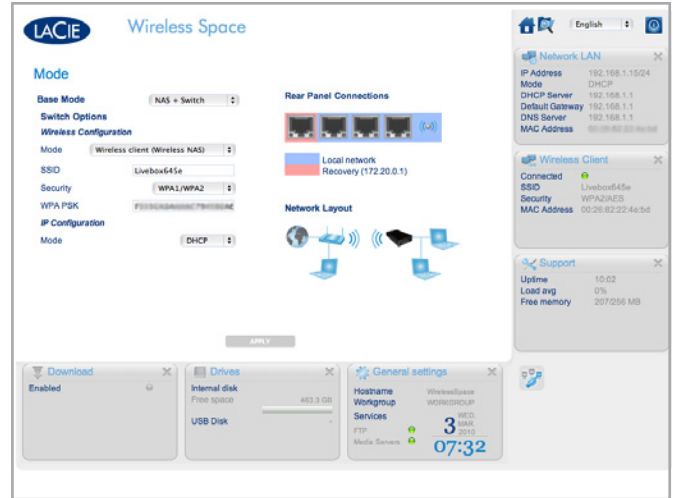 LACIE
Wireless Space
English
Mode
Base Mode
NAS + Switch
Switch Options
Wireless Configuration
Mode
Wireless client (Wireless NAS)
SSID
Livebox645e
Security
WPA1/WPA2
WPA PSK
IP Configuration
Mode
DHCP
Rear Panel Connections
Local network
Recovery (172.20.0.1)
Network Layout
APPLY
Network LAN
IP Address 192.168.1.15/24
Mode DHCP
DHCP Server 192.168.1.1
Default Gateway 192.168.1.1
DNS Server 192.168.1.1
MAC Address
Wireless Client
Connected
SSID Livebox645e
Security WPA2/AES
MAC Address 00:26:82:22:4e:5d
Support
Uptime 10:02
Load avg 0%
Free memory 207/256 MB
Download
Enabled
Drives
Internal disk
Free space 463.3 GB
USB Disk -
General settings
Hostname WirelessSpace
Workgroup WORKGROUP
Services
FTP
Media Servers
3
WED.
MAR.
2010
07:32